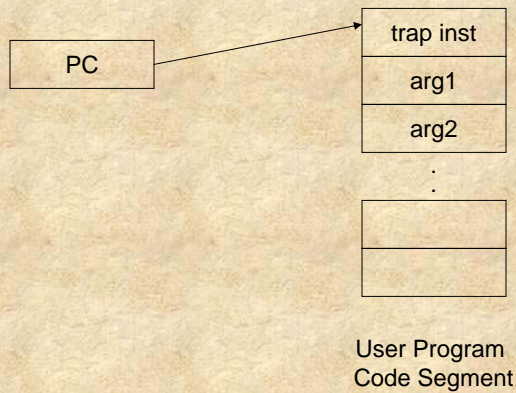 PC
trap inst
arg1
arg2
.
.
User Program
Code Segment